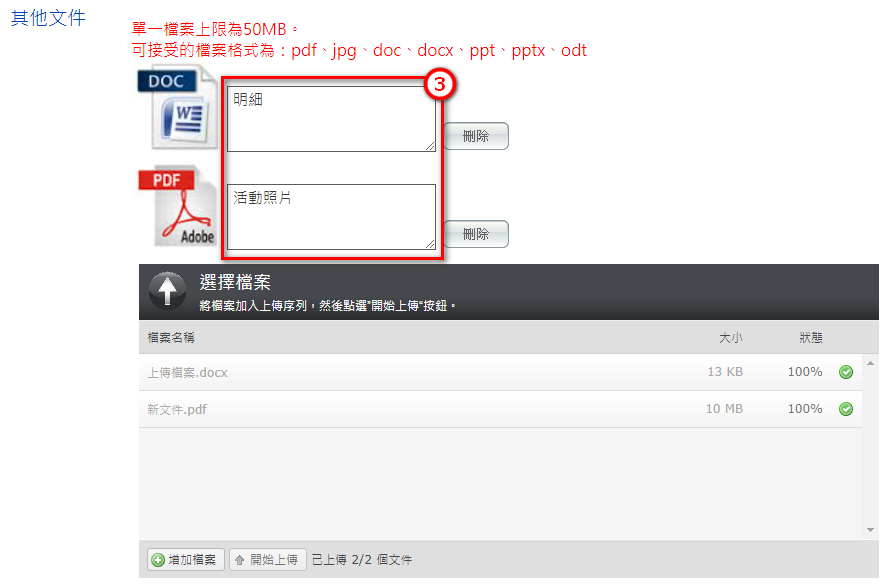 其他文件
單一檔案上限為50MB。
可接受的檔案格式為：pdf、jpg、doc、docx、ppt、pptx、odt
DOC
W
明細
3
刪除
PDF
Adobe
活動照片
刪除
選擇檔案
將檔案加入上傳序列，然後點選"開始上傳"按鈕。
檔案名稱 大小 狀態
上傳檔案.docx 13 KB 100%
新文件.pdf 10 MB 100%
增加檔案 開始上傳 已上傳 2/2 個文件